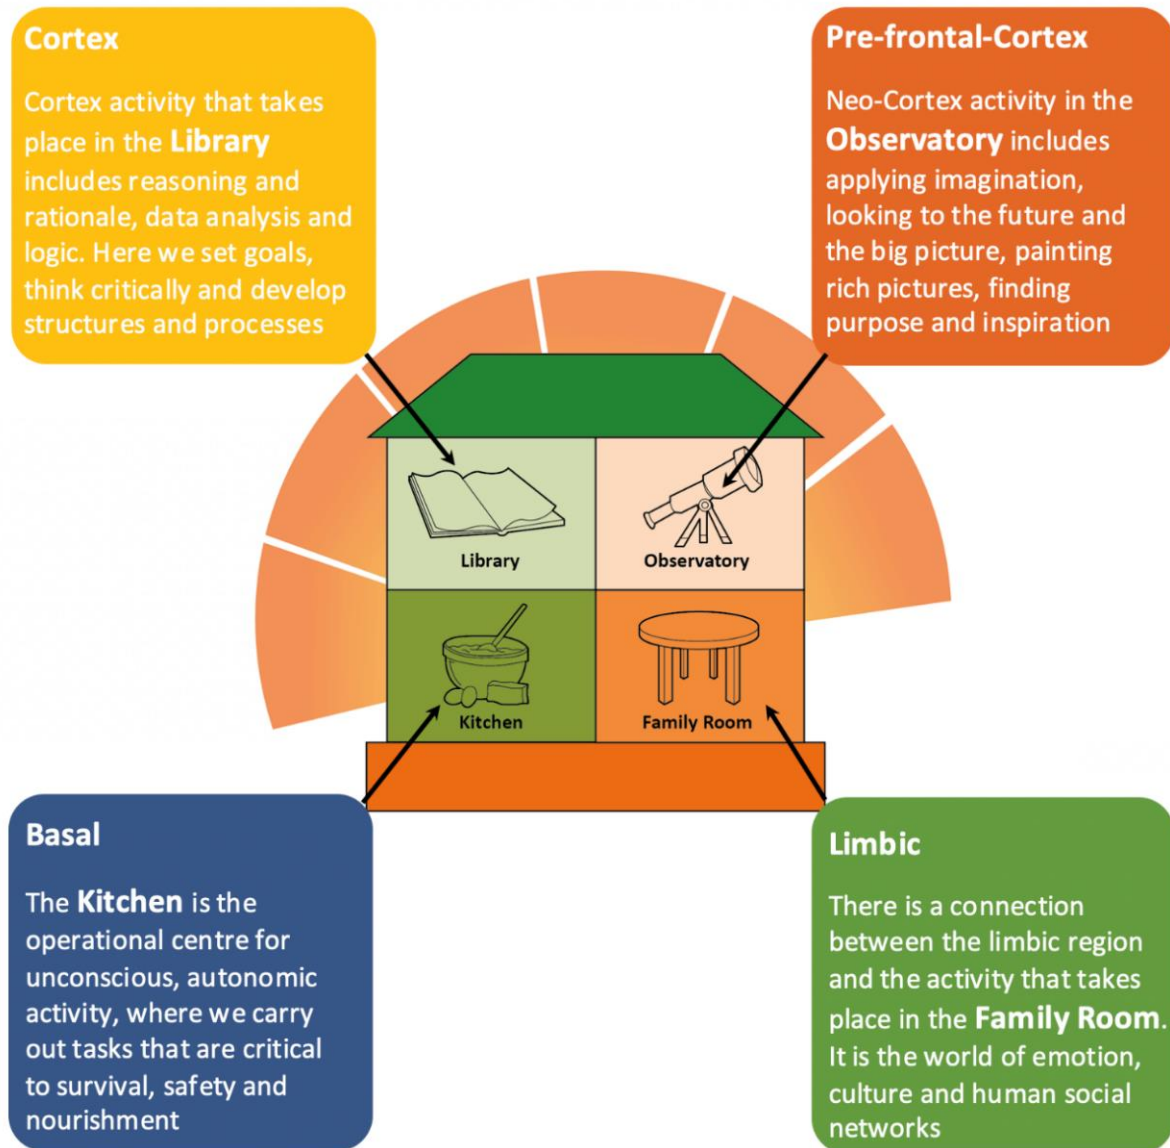 Cortex
Cortex activity that takes
place in the Library
includes reasoning and
rationale, data analysis and
logic. Here we set goals,
think critically and develop
structures and processes
Pre-frontal-Cortex
Neo-Cortex activity in the
Observatory includes
applying imagination,
looking to the future and
the big picture, painting
rich pictures, finding
purpose and inspiration
Library
Observatory
Kitchen
Family Room
Basal
The Kitchen is the
operational centre for
unconscious, autonomic
activity, where we carry
out tasks that are critical
to survival, safety and
nourishment
Limbic
There is a connection
between the limbic region
and the activity that takes
place in the Family Room.
It is the world of emotion,
culture and human social
networks